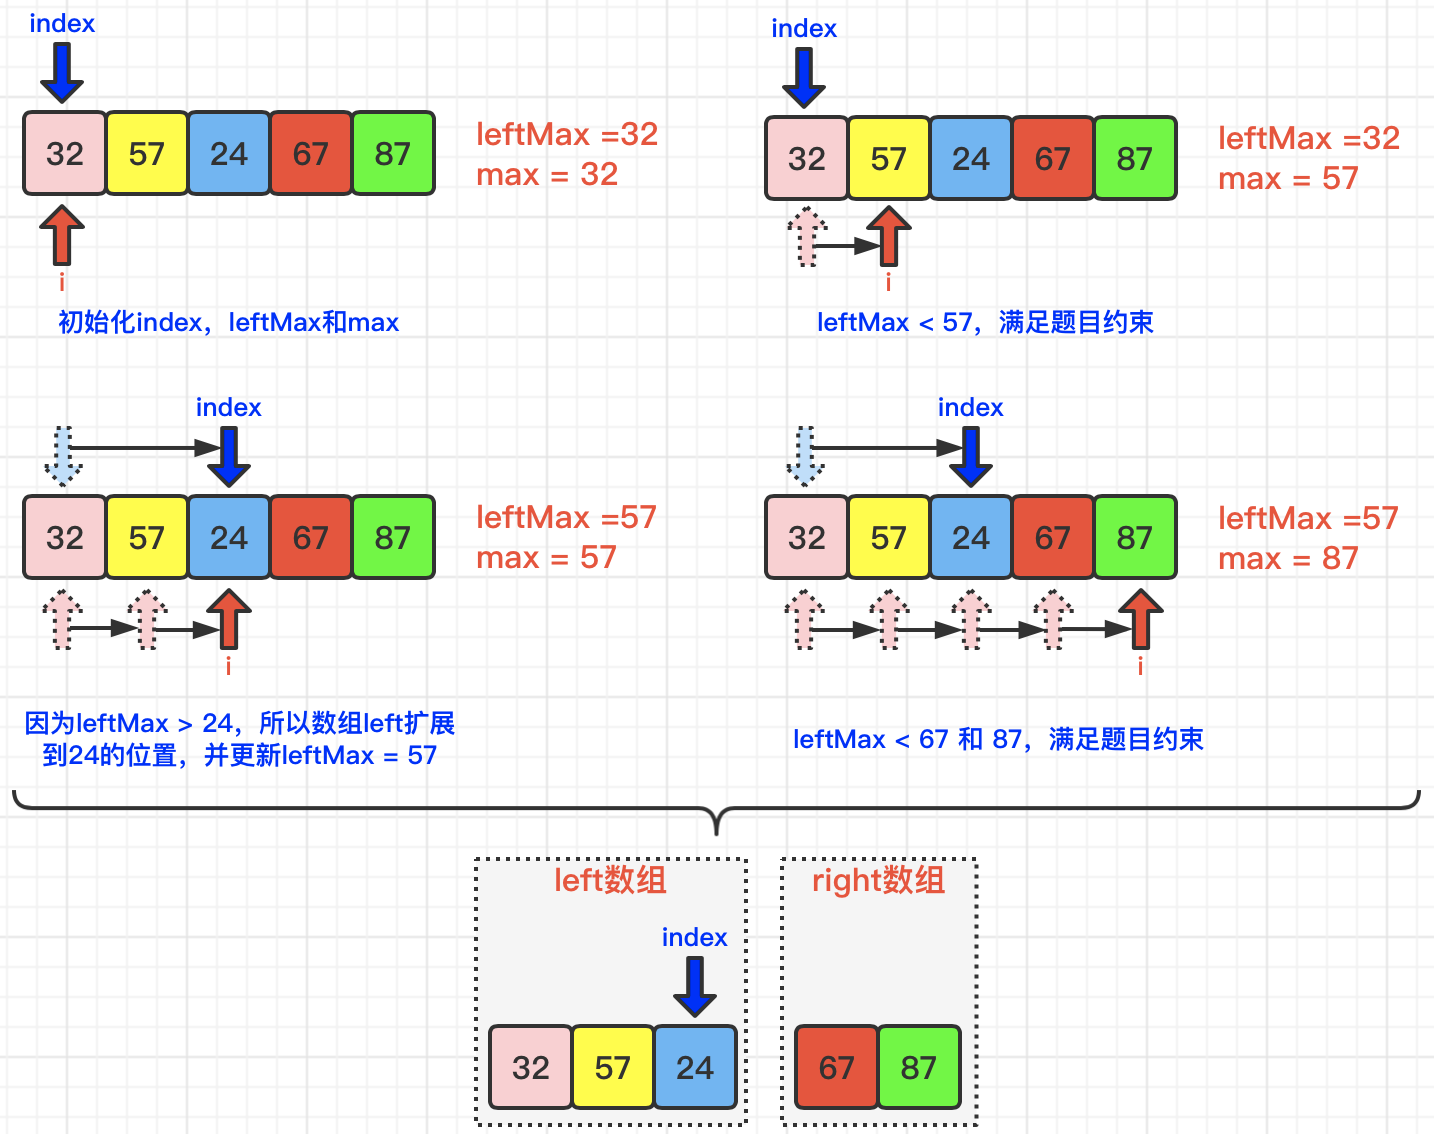 index
32 57 24 67 87
leftMax =32
max = 32
i
初始化index，leftMax和max
index
32 57 24 67 87
leftMax =32
max = 57
i
leftMax < 57，满足题目约束
index
32 57 24 67 87
leftMax =57
max = 57
i
因为leftMax > 24，所以数组left扩展
到24的位置，并更新leftMax = 57
index
32 57 24 67 87
leftMax =57
max = 87
i
leftMax < 67 和 87，满足题目约束
left数组
index
32 57 24
right数组
67 87